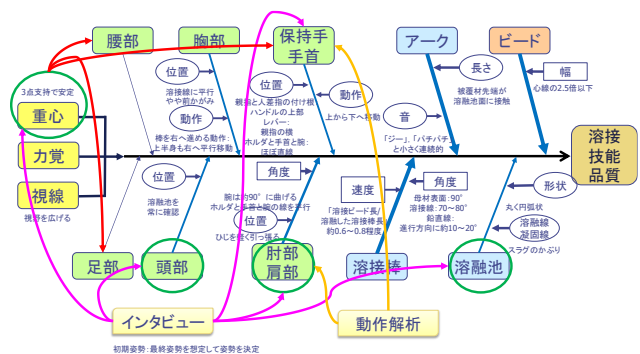 腰部
胸部
保持手
手首
アーク
ビード
3点支持で安定
重心
力覚
視線
視野を広げる
位置
溶接線に平行
やや前かがみ
動作
棒を右へ進める動作:
上半身も右へ平行移動
位置
親指と人差指の付け根
ハンドルの上部
レバー:
親指の横
ホルダと手首と腕:
ほぼ直線
動作
上から下へ移動
長さ
被覆材先端が
溶融池面に接触
音
「ジー」、「パチパチ」
と小さく連続的
幅
心線の2.5倍以下
溶接
技能
品質
位置
溶融池を
常に確認
角度
腕は約90°に曲げる
ホルダと手首と腕の線を平行
位置
ひじを軽く引っ張る
速度
「溶接ビード長/
溶融した溶接棒長」
約0.6~0.8程度
角度
母材表面:90°
溶接線:70~80°
鉛直線:
進行方向に約10~20°
形状
丸く円弧状
溶融線
凝固線
スラグのかぶり
足部
頭部
肘部
肩部
溶接棒
溶融池
インタビュー
動作解析
初期姿勢:最終姿勢を想定して姿勢を決定